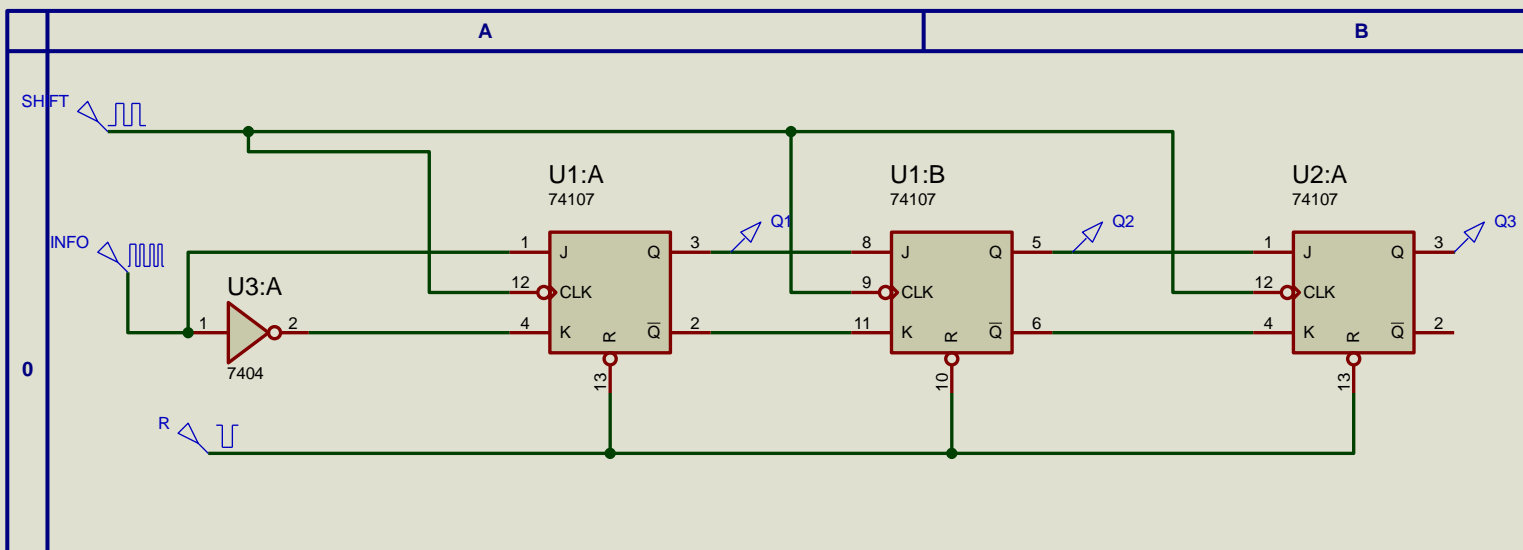 A
B
SHIFT
U1:A
74107
U1:B
74107
U2:A
74107
Q1
Q2
Q3
INFO
1
J
Q
3
8
J
Q
5
1
J
Q
3
U3:A
12
CLK
9
CLK
12
CLK
1
2
4
K
Q
2
11
K
Q
6
4
K
Q
2
R
R
R
7404
0
13
10
13
R